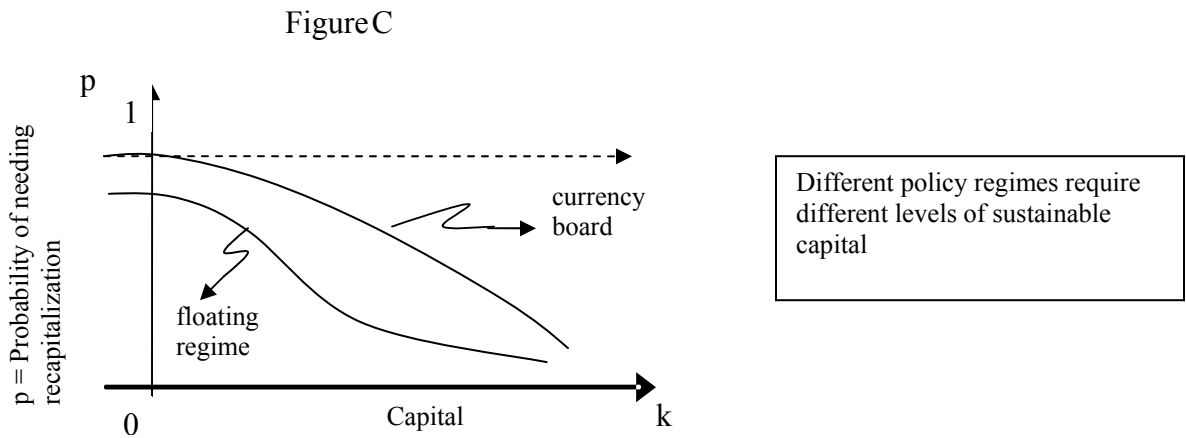 Figure C
p
1
p = Probability of needing
recapitalization
currency
board
floating
regime
0
Capital
k
Different policy regimes require
different levels of sustainable
capital